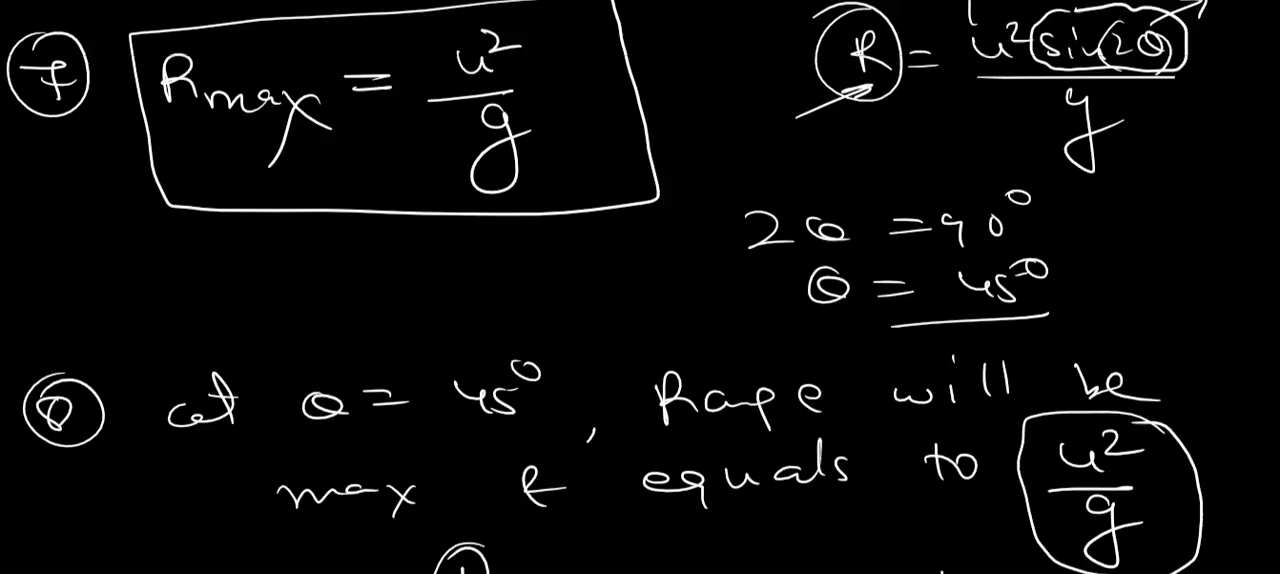 ⑦ Rmax = u²/g
R = u² sin(2θ)/g
2θ = 90°
θ = 45°
⑧ at θ = 45°, Range will be
max & equals to u²/g